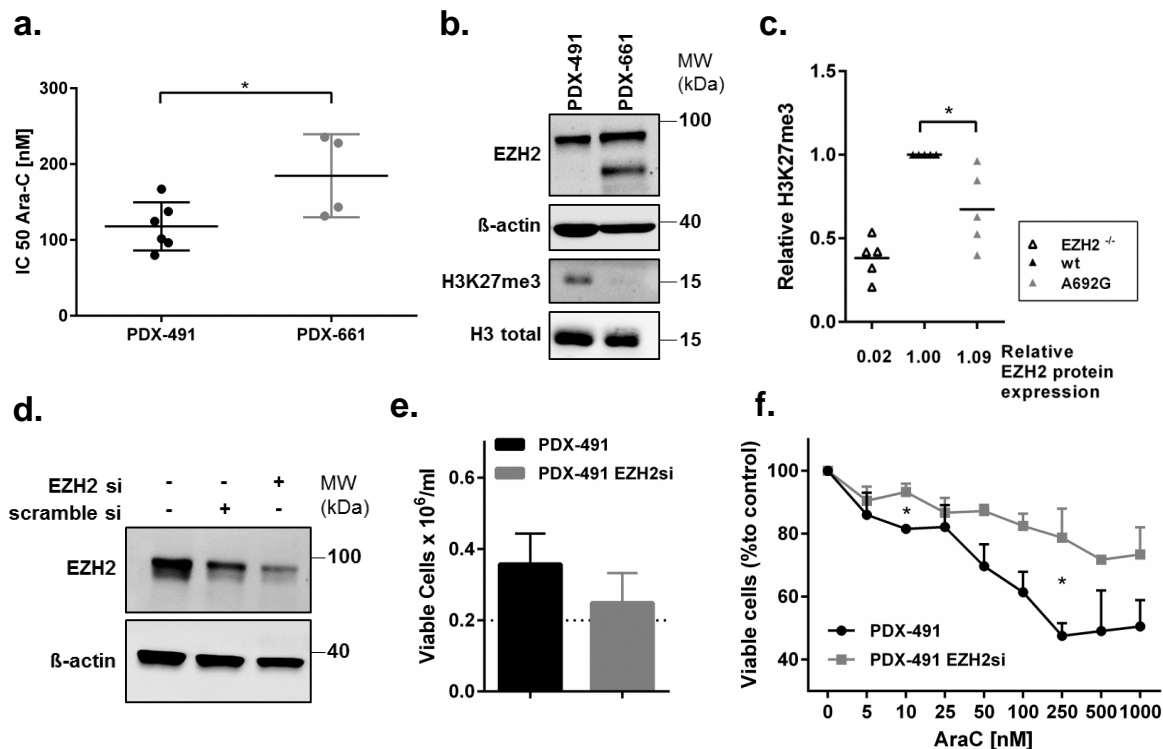 a.
IC 50 Ara-C [nM]
300
200
100
0
*
PDX-491
PDX-661
b.
PDX-491
PDX-661
MW
(kDa)
EZH2
100
ß-actin
40
H3K27me3
15
H3 total
15
c.
Relative H3K27me3
1.5
1.0
0.5
0.0
*
EZH2 -/-
wt
A692G
0.02 1.00 1.09 Relative
EZH2 protein
expression
d.
EZH2 si - - +
scramble si - + -
MW
(kDa)
EZH2
100
ß-actin
40
e.
Viable Cells x 10⁶/ml
0.6
0.4
0.2
0.0
PDX-491
PDX-491 EZH2si
f.
Viable cells (%to control)
100
80
60
40
*
*
PDX-491
PDX-491 EZH2si
0 5 10 25 50 100 250 500 1000
AraC [nM]